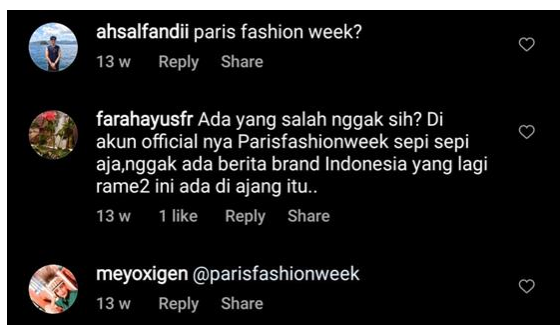 ahsalfandii paris fashion week?
13 w Reply Share
farahayusfr Ada yang salah nggak sih? Di
akun official nya Parisfashionweek sepi sepi
aja,nggak ada berita brand Indonesia yang lagi
rame2 ini ada di ajang itu..
13 w 1 like Reply Share
meyoxigen @parisfashionweek
13 w Reply Share